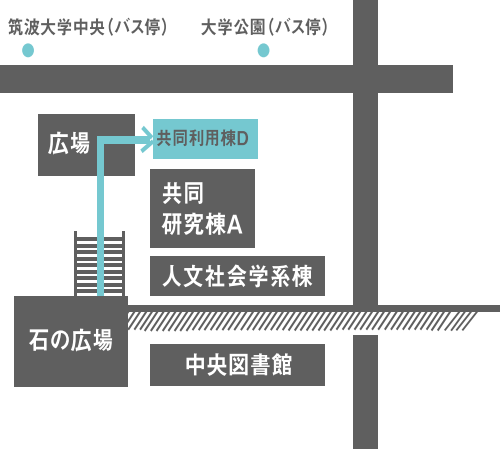 筑波大学中央(バス停)
大学公園(バス停)
広場
共同利用棟D
共同
研究棟A
人文社会学系棟
石の広場
中央図書館